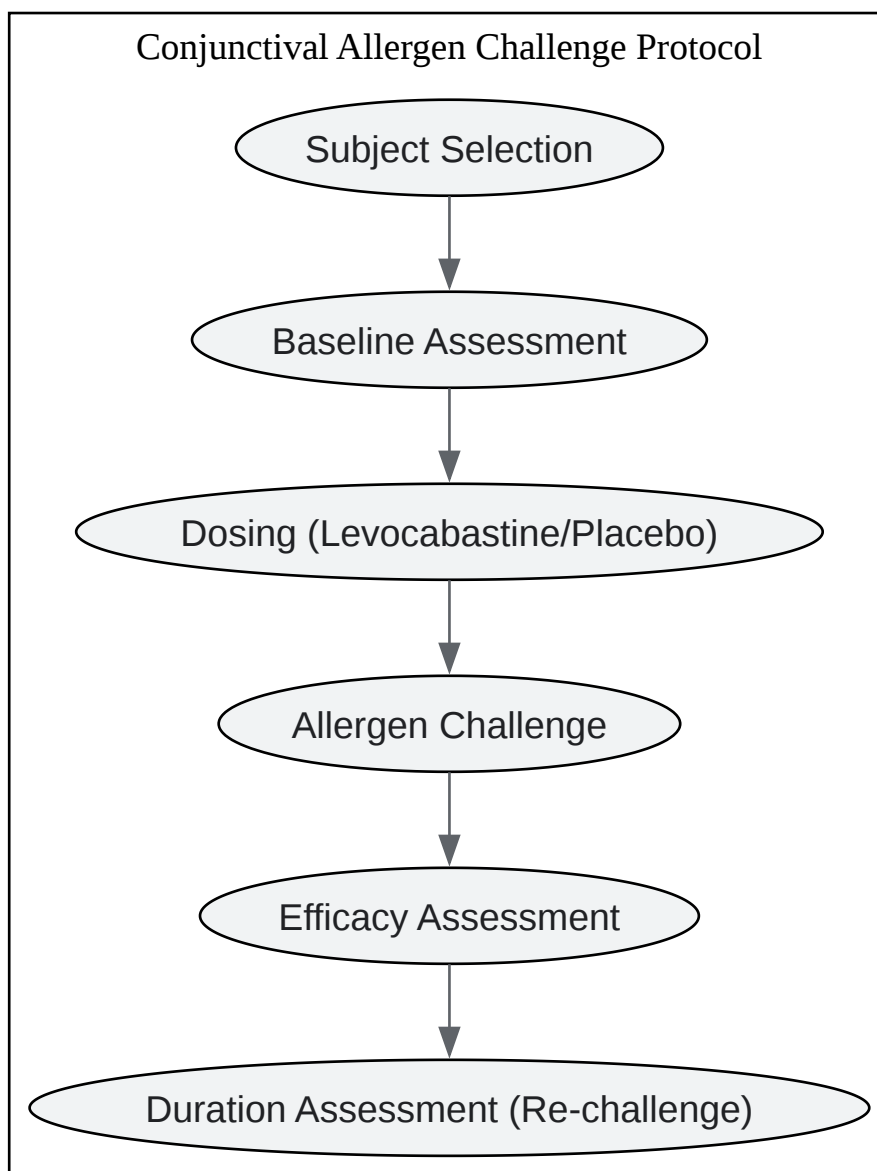 Conjunctival Allergen Challenge Protocol
Subject Selection
Baseline Assessment
Dosing (Levocabastine/Placebo)
Allergen Challenge
Efficacy Assessment
Duration Assessment (Re-challenge)